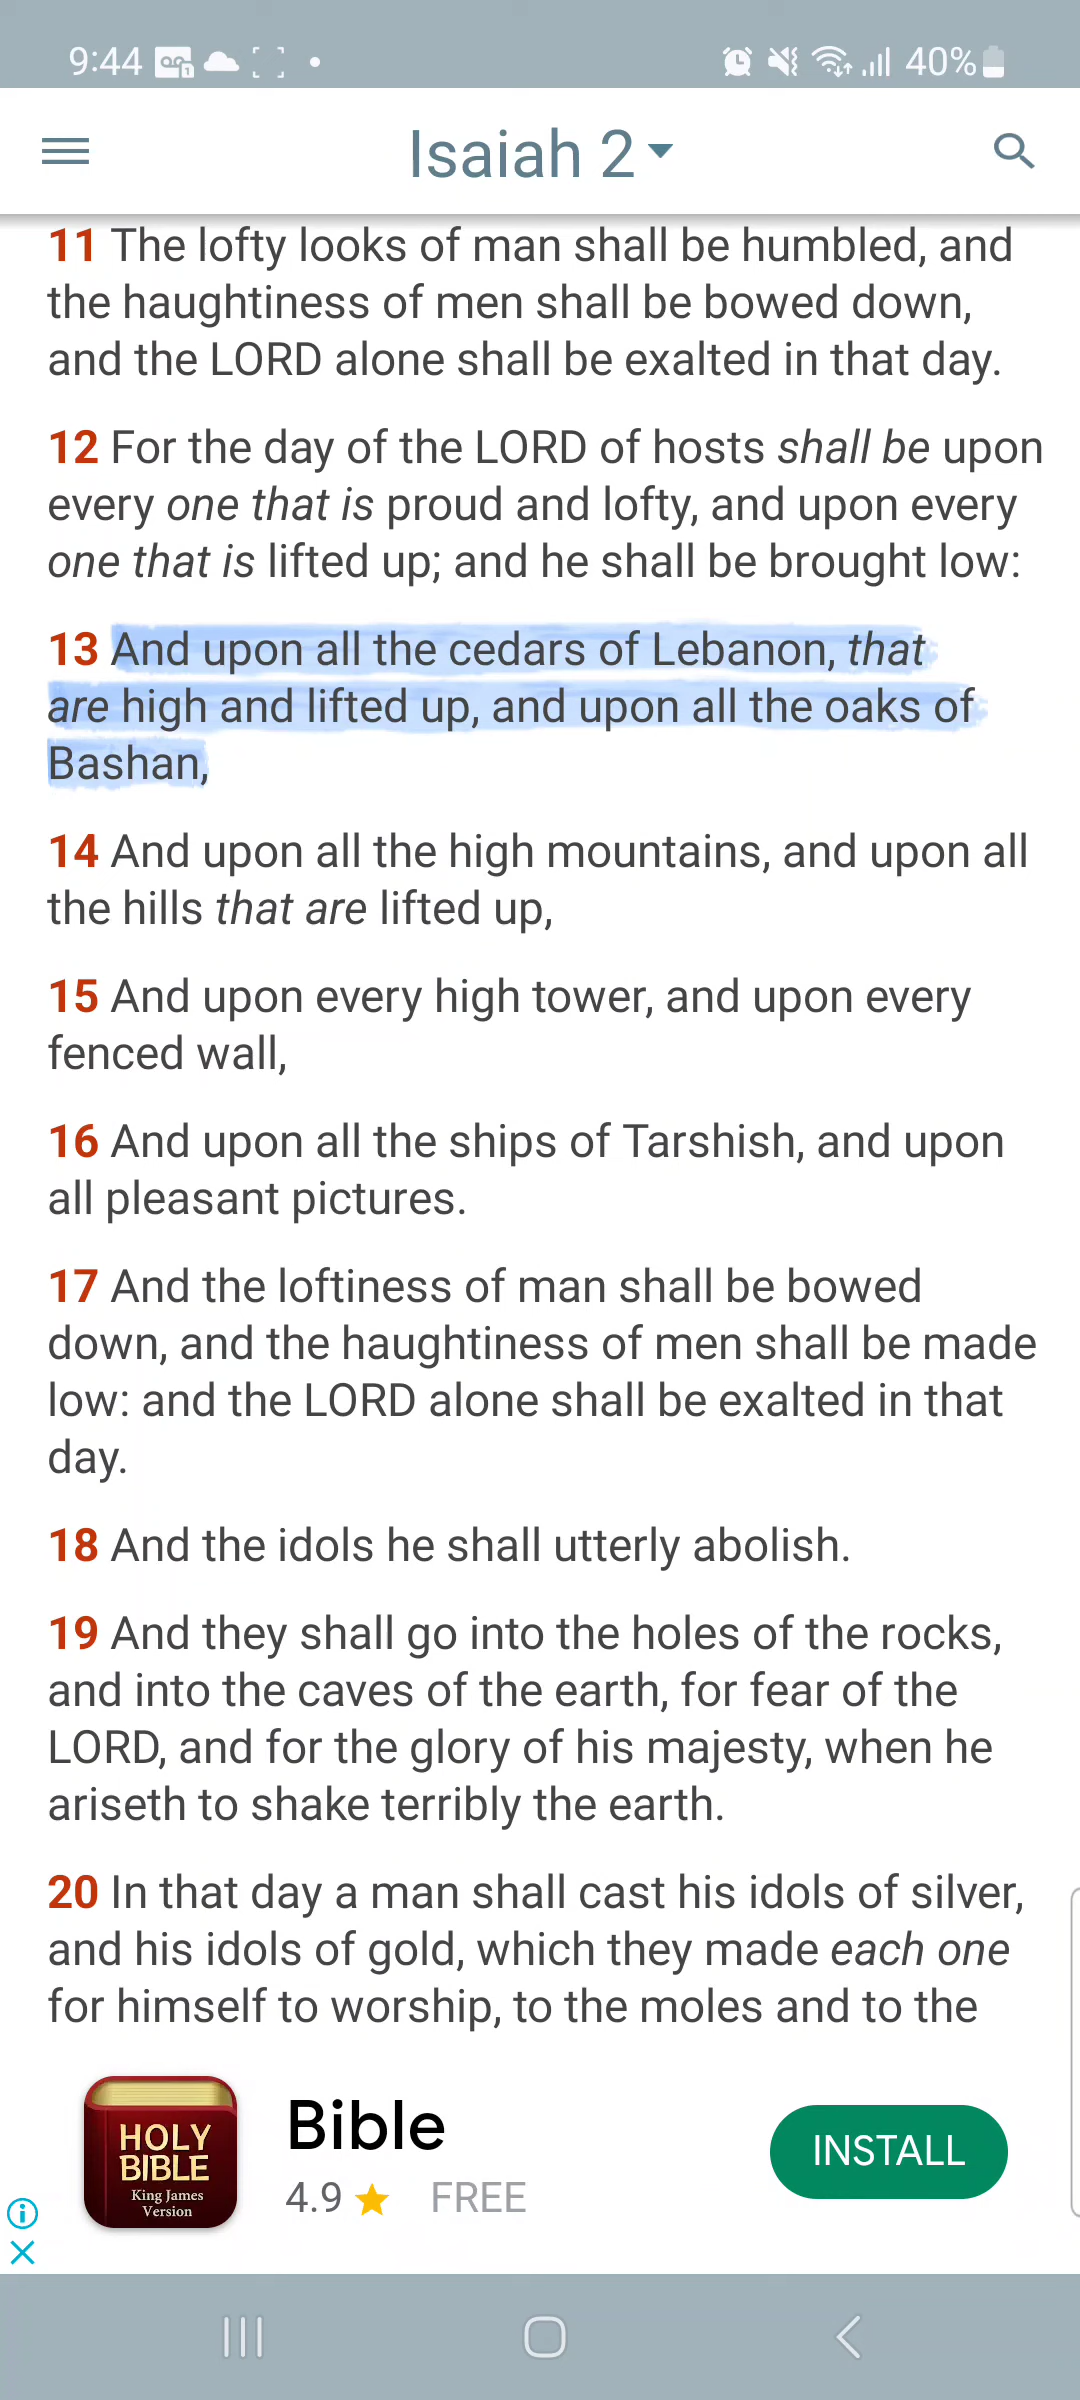 9:44
40%
Isaiah 2
11 The lofty looks of man shall be humbled, and
the haughtiness of men shall be bowed down,
and the LORD alone shall be exalted in that day.
12 For the day of the LORD of hosts shall be upon
every one that is proud and lofty, and upon every
one that is lifted up; and he shall be brought low:
13 And upon all the cedars of Lebanon, that
are high and lifted up, and upon all the oaks of
Bashan,
14 And upon all the high mountains, and upon all
the hills that are lifted up,
15 And upon every high tower, and upon every
fenced wall,
16 And upon all the ships of Tarshish, and upon
all pleasant pictures.
17 And the loftiness of man shall be bowed
down, and the haughtiness of men shall be made
low: and the LORD alone shall be exalted in that
day.
18 And the idols he shall utterly abolish.
19 And they shall go into the holes of the rocks,
and into the caves of the earth, for fear of the
LORD, and for the glory of his majesty, when he
ariseth to shake terribly the earth.
20 In that day a man shall cast his idols of silver,
and his idols of gold, which they made each one
for himself to worship, to the moles and to the
HOLY
BIBLE
King James
Version
Bible
4.9 FREE
INSTALL